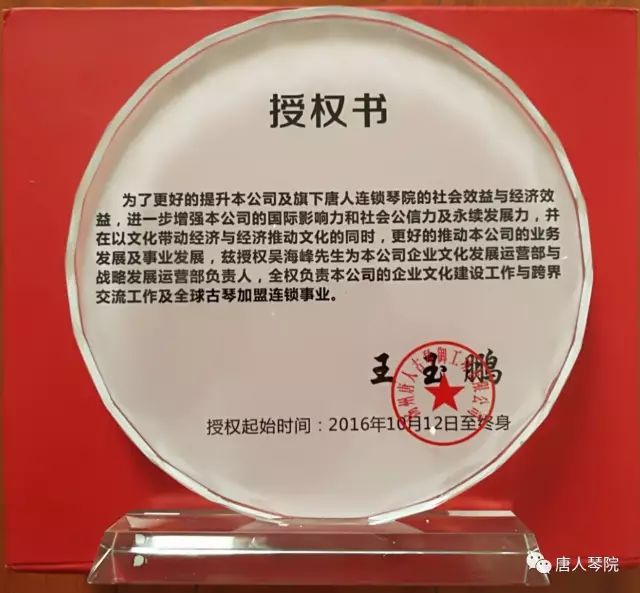 授权书
为了更好的提升本公司及旗下唐人连锁琴院的社会效益与经济效
益，进一步增强本公司的国际影响力和社会公信力及永续发展力，并
在以文化带动经济与经济推动文化的同时，更好的推动本公司的业务
发展及事业发展，兹授权吴海峰先生为本公司企业文化发展运营部与
战略发展运营部负责人，全权负责本公司的企业文化建设工作与跨界
交流工作及全球古琴加盟连锁事业。
王玉鹏
授权起始时间：2016年10月12日至终身
唐人琴院